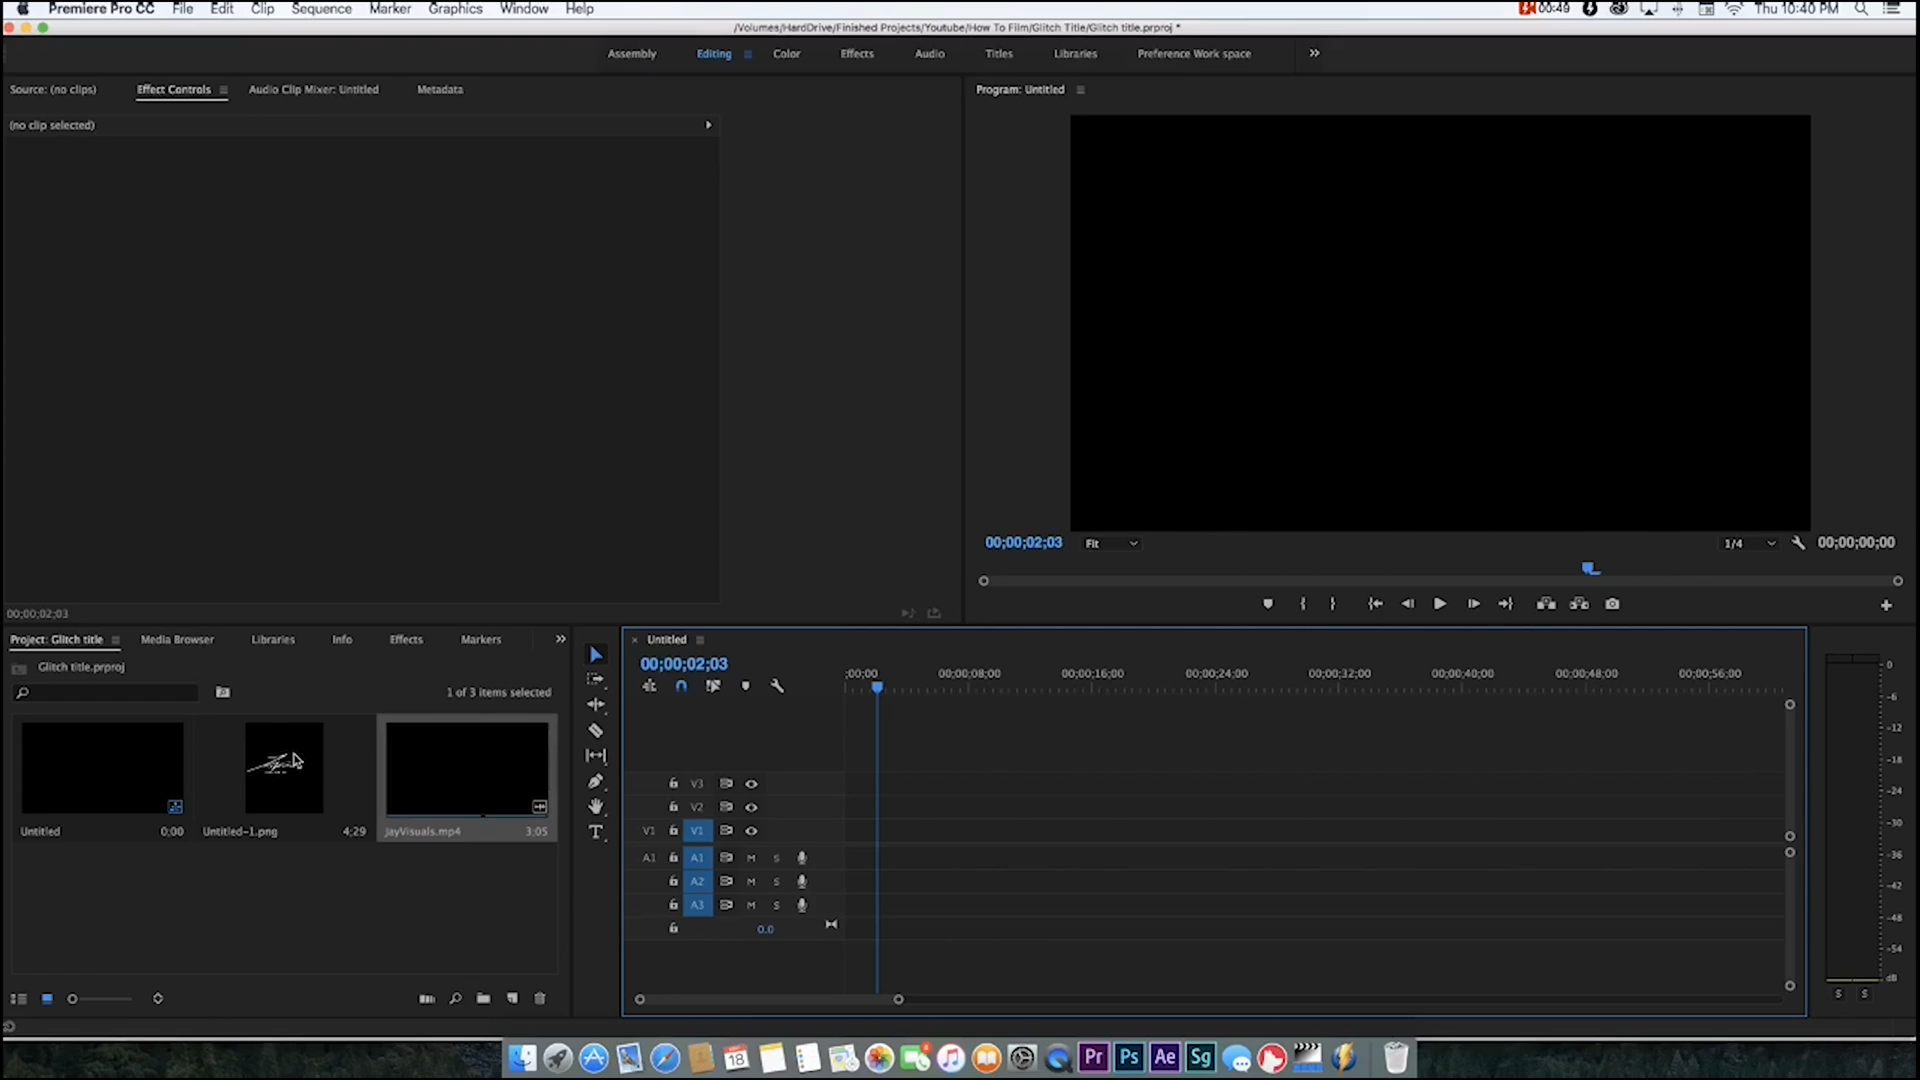 Premiere Pro CC File Edit Clip Sequence Marker Graphics Window Help 00:49 Thu 10:40 PM
/Volumes/HardDrive/Finished Projects/Youtube/How To Film/Glitch Title/Glitch title.prproj *
Assembly Editing Color Effects Audio Titles Libraries Preference Work space
Source: (no clips) Effect Controls Audio Clip Mixer: Untitled Metadata
Program: Untitled
(no clip selected)
00;00;02;03 Fit 1/4 00;00;00;00
00;00;02;03
Project: Glitch title Media Browser Libraries Info Effects Markers
Glitch title.prproj
1 of 3 items selected
Untitled 0;00
Untitled-1.png 4;29
JayVisuals.mp4 3;05
Untitled
00;00;02;03
;00;00 00;00;08;00 00;00;16;00 00;00;24;00 00;00;32;00 00;00;40;00 00;00;48;00 00;00;56;00
V3
V2
V1 V1
A1 A1 M S
A2 M S
A3 M S
0.0
0
-6
-12
-18
-24
-30
-36
-42
-48
-54
dB
S S
T
18
Pr Ps Ae Sg